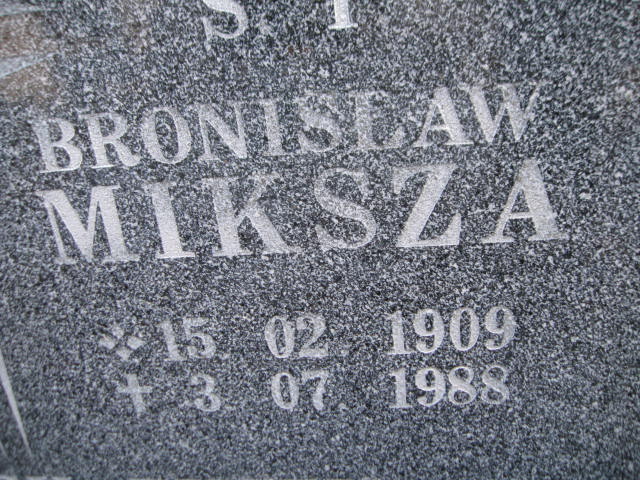 Ś. P
BRONISŁAW
MIKSZA
15 02 1909
✝ 3 07 1988